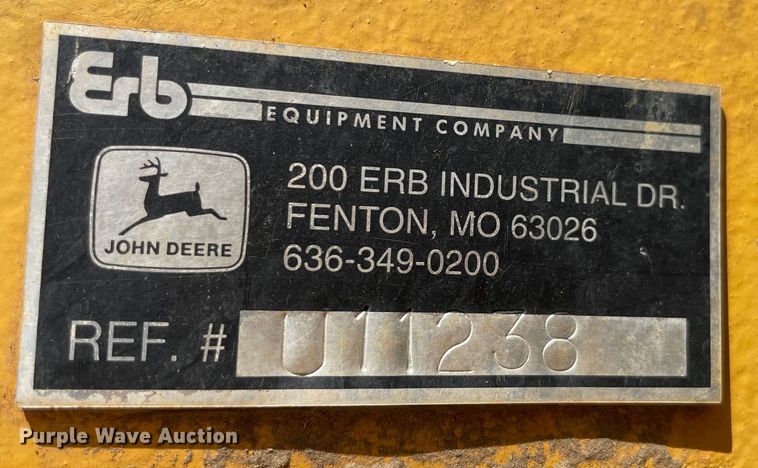 Erb
EQUIPMENT COMPANY
JOHN DEERE
200 ERB INDUSTRIAL DR.
FENTON, MO 63026
636-349-0200
REF. # U11238
Purple Wave Auction